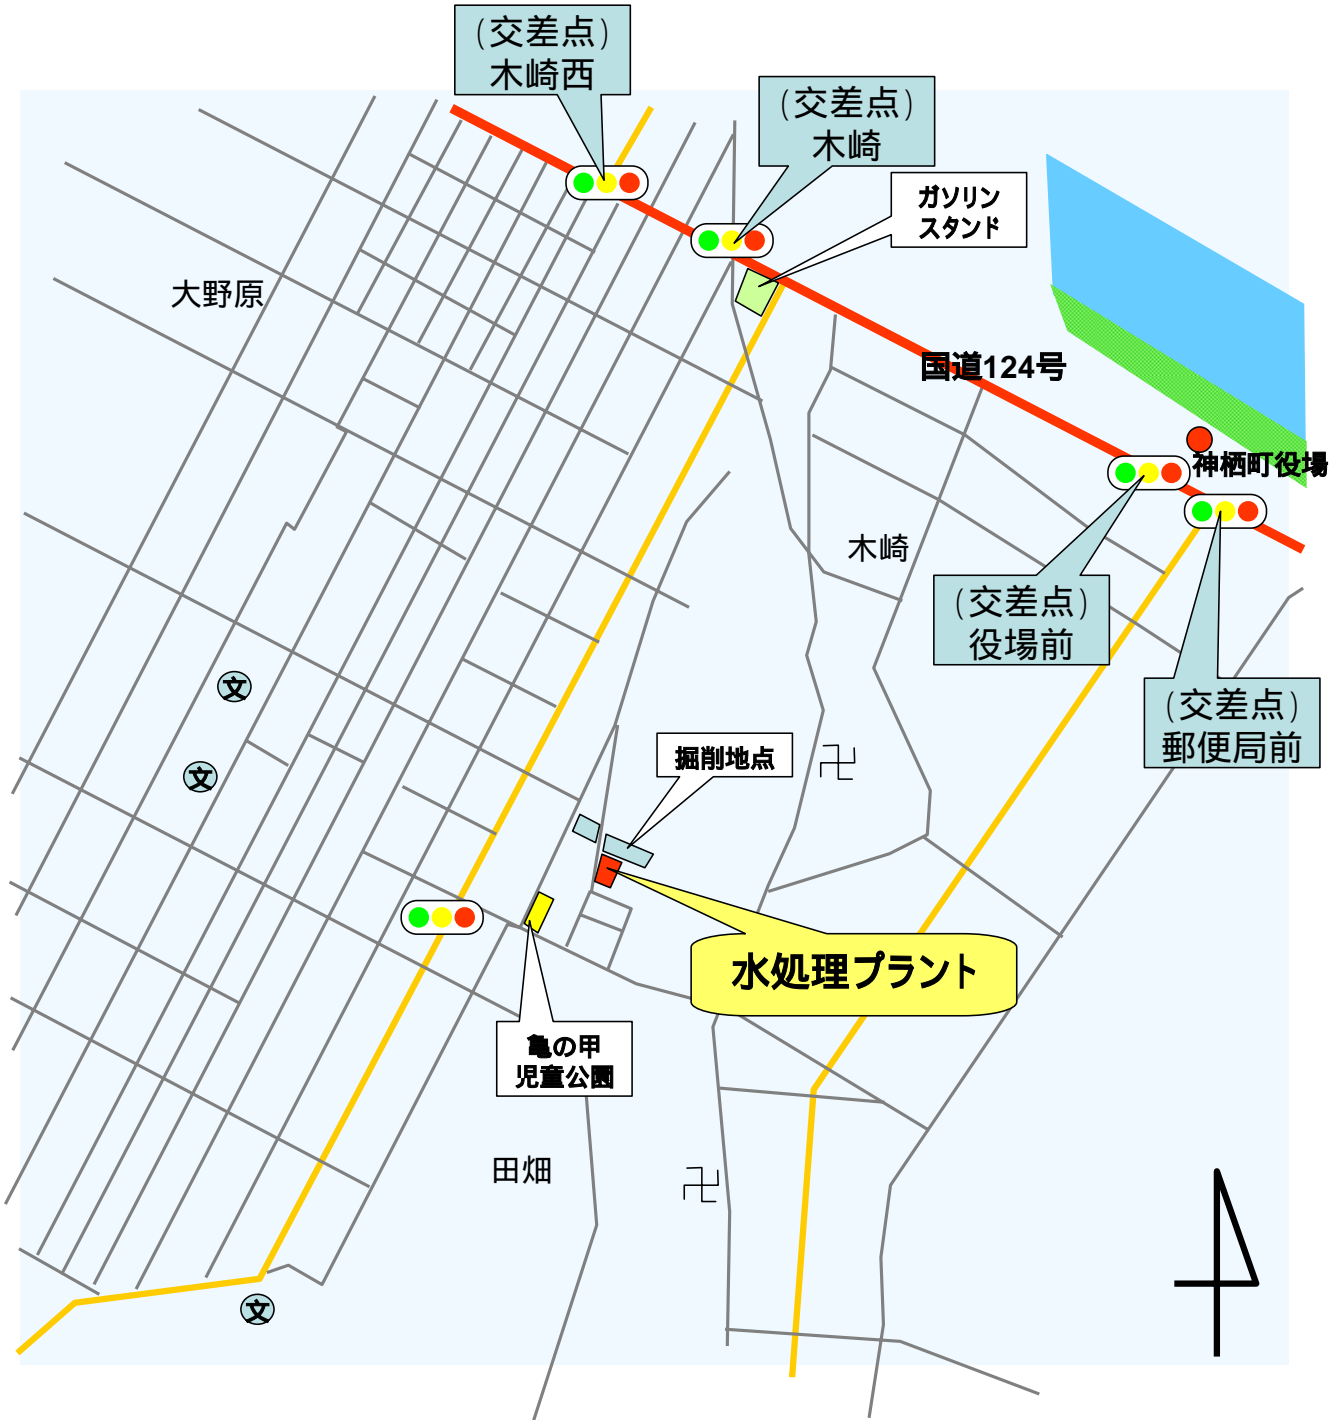 (交差点)
木崎西
(交差点)
木崎
ガソリン
スタンド
大野原
国道124号
神栖町役場
木崎
(交差点)
役場前
(交差点)
郵便局前
文
文
掘削地点
水処理プラント
亀の甲
児童公園
田畑
文